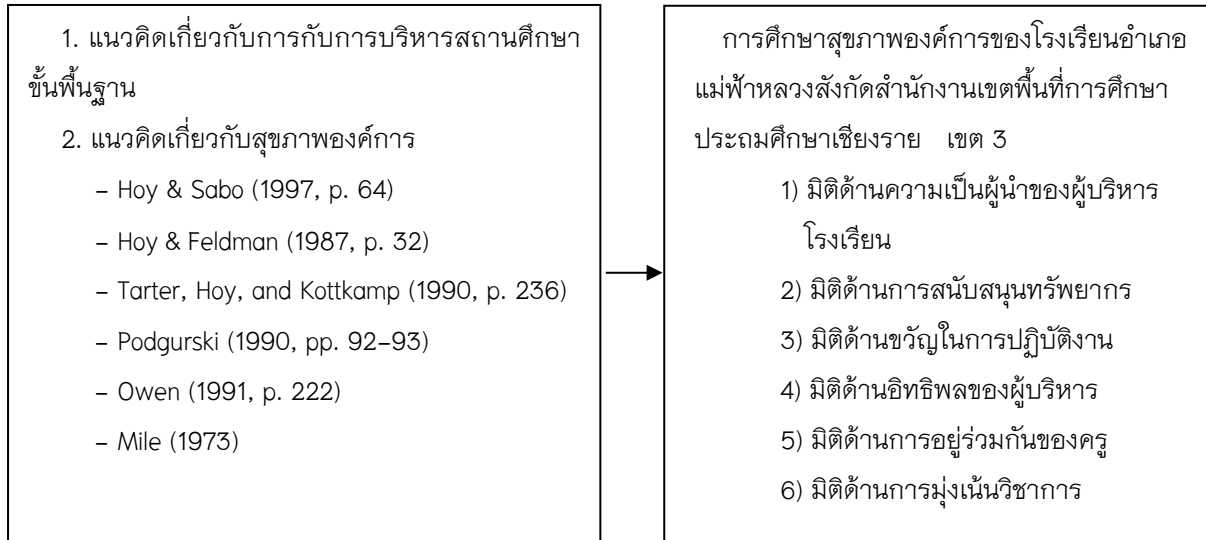 1. แนวคิดเกี่ยวกับการกับการบริหารสถานศึกษา
ขั้นพื้นฐาน
2. แนวคิดเกี่ยวกับสุขภาพองค์การ
– Hoy & Sabo (1997, p. 64)
– Hoy & Feldman (1987, p. 32)
– Tarter, Hoy, and Kottkamp (1990, p. 236)
– Podgurski (1990, pp. 92–93)
– Owen (1991, p. 222)
– Mile (1973)
การศึกษาสุขภาพองค์การของโรงเรียนอำเภอ
แม่ฟ้าหลวงสังกัดสำนักงานเขตพื้นที่การศึกษา
ประถมศึกษาเชียงราย เขต 3
1) มิติด้านความเป็นผู้นำของผู้บริหาร
โรงเรียน
2) มิติด้านการสนับสนุนทรัพยากร
3) มิติด้านขวัญในการปฏิบัติงาน
4) มิติด้านอิทธิพลของผู้บริหาร
5) มิติด้านการอยู่ร่วมกันของครู
6) มิติด้านการมุ่งเน้นวิชาการ